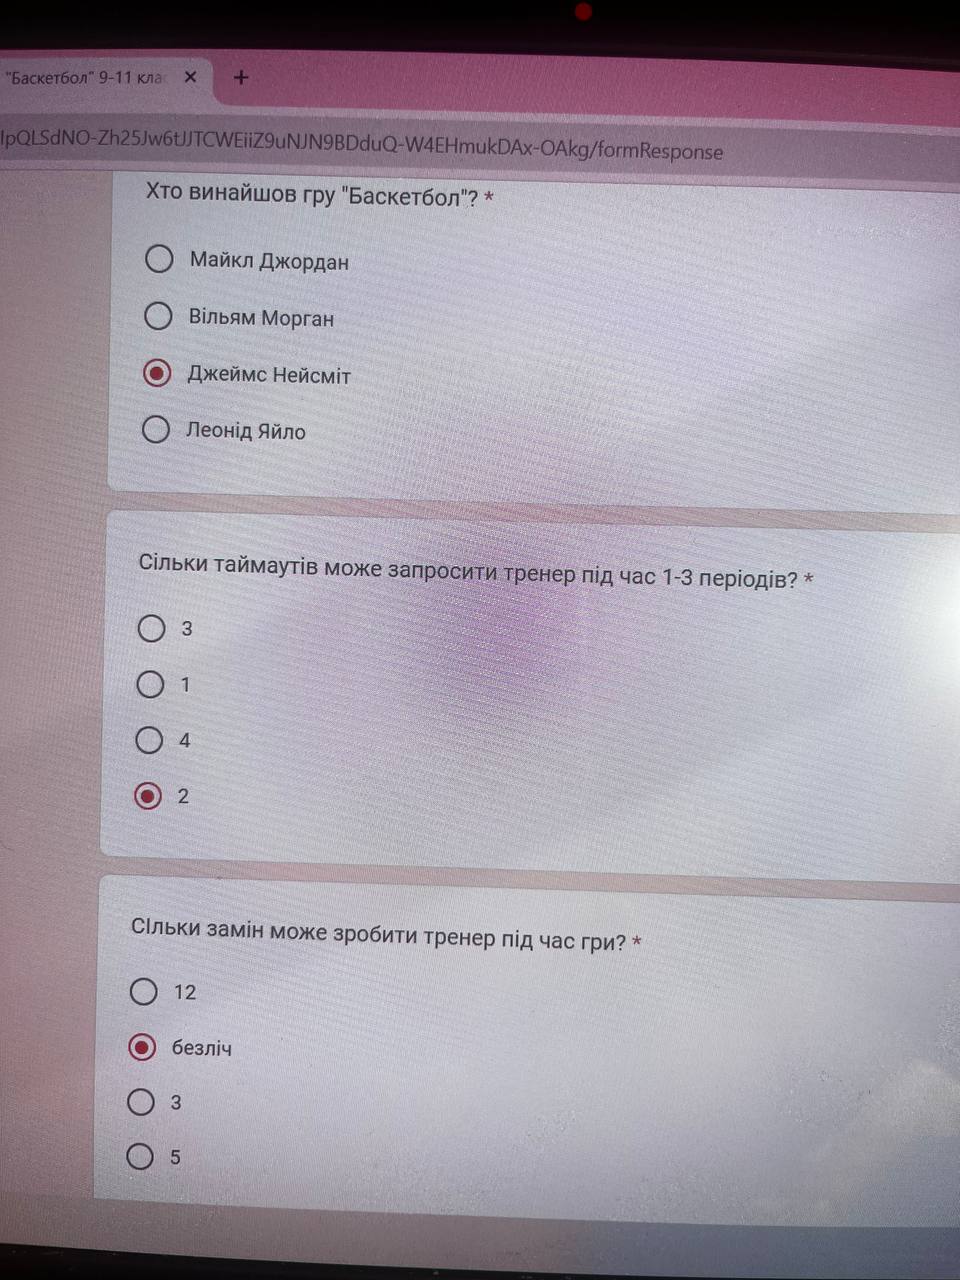 "Баскетбол" 9-11 кла
lpQLSdNO-Zh25Jw6tJJTCWEiiZ9uNJN9BDduQ-W4EHmukDAx-OAkg/formResponse
Хто винайшов гру "Баскетбол"? *
Майкл Джордан
Вільям Морган
Джеймс Нейсміт
Леонід Яйло
Сільки таймаутів може запросити тренер під час 1-3 періодів? *
3
1
4
2
СІльки замін може зробити тренер під час гри? *
12
безліч
3
5